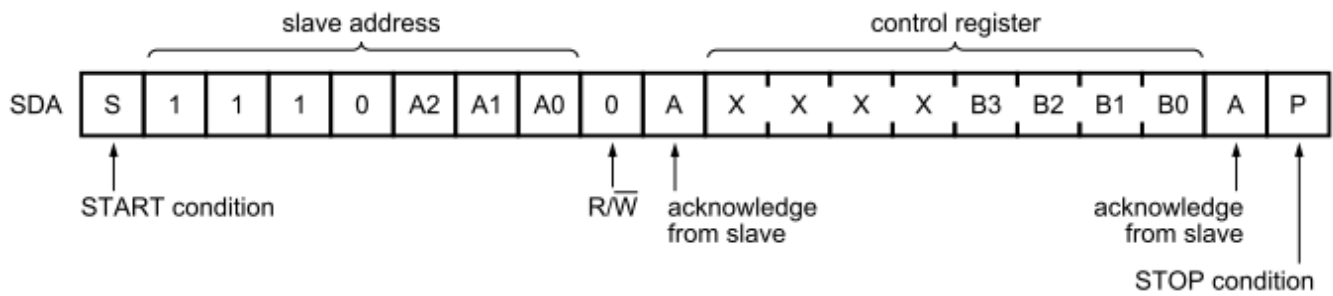 slave address control register
SDA S 1 1 1 0 A2 A1 A0 0 A X X X X B3 B2 B1 B0 A P
START condition R/W̅ acknowledge from slave acknowledge from slave
STOP condition